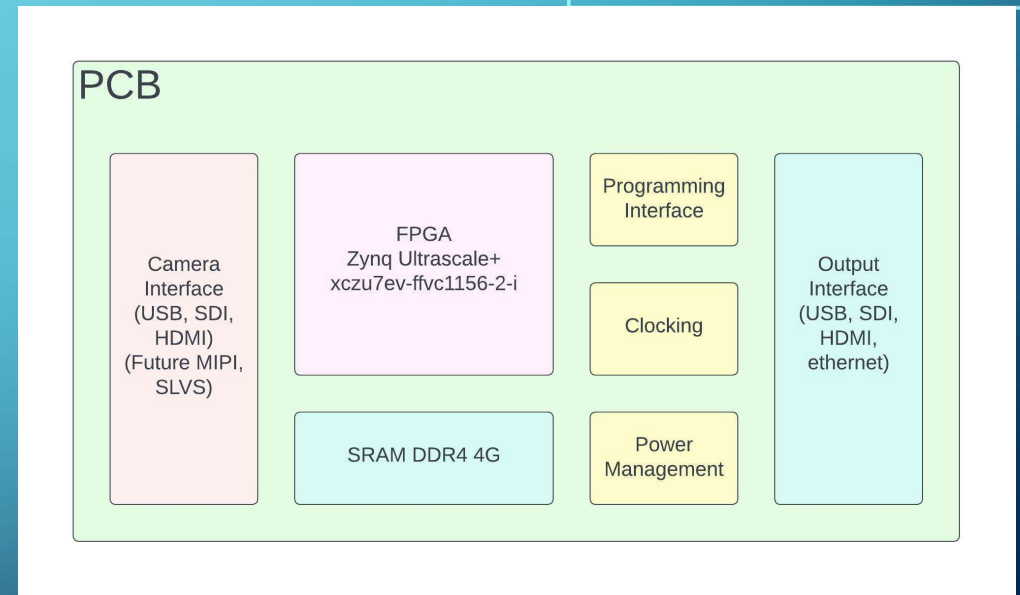 PCB
Camera
Interface
(USB, SDI,
HDMI)
(Future MIPI,
SLVS)
FPGA
Zynq Ultrascale+
xczu7ev-ffvc1156-2-i
SRAM DDR4 4G
Programming
Interface
Clocking
Power
Management
Output
Interface
(USB, SDI,
HDMI,
ethernet)